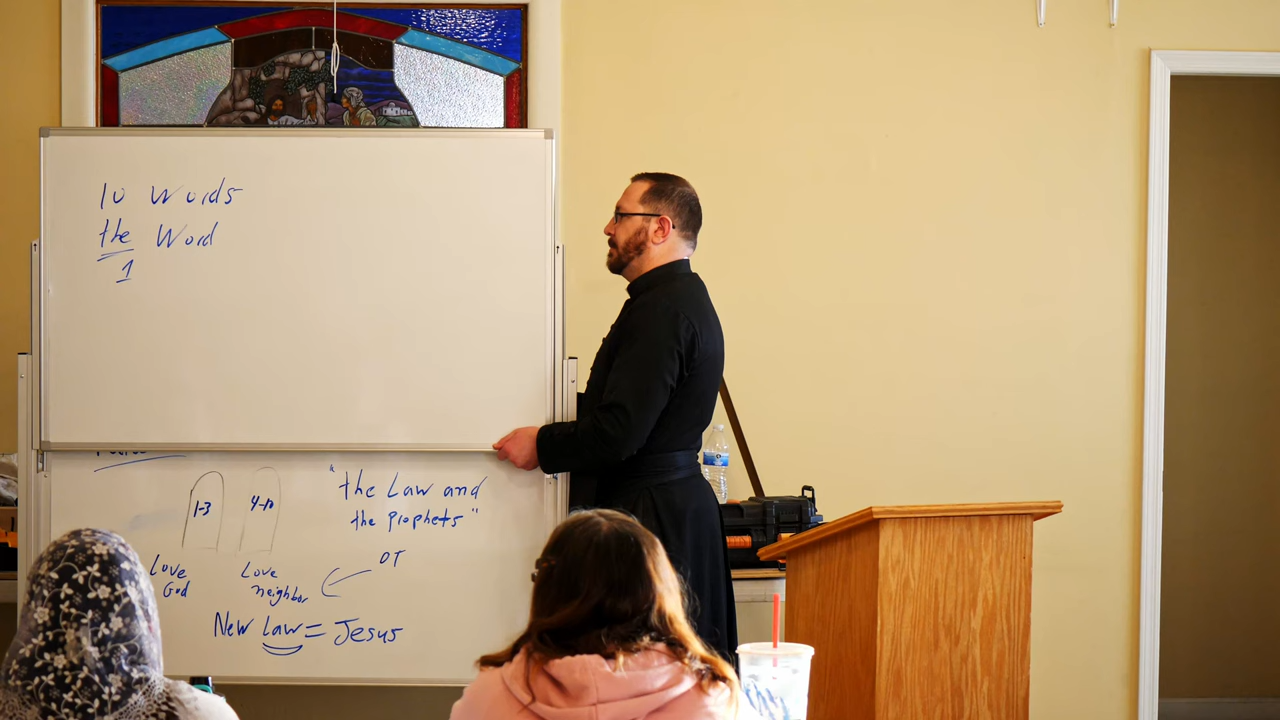 10 Words
the Word
1
1-3
4-10
"the Law and
the Prophets"
OT
Love
God
Love
neighbor
New Law = Jesus